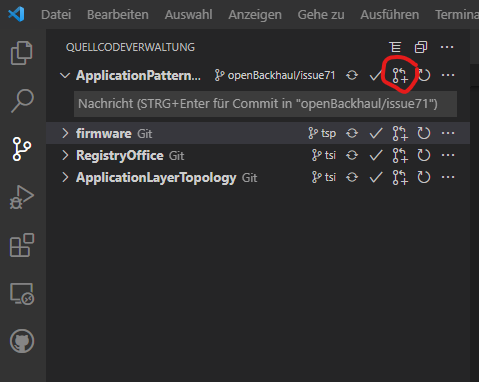 Datei Bearbeiten Auswahl Anzeigen Gehe zu Ausführen Termina
QUELLCODEVERWALTUNG
ApplicationPattern... openBackhaul/issue71
Nachricht (STRG+Enter für Commit in "openBackhaul/issue71")
firmware Git tsp
RegistryOffice Git tsi
ApplicationLayerTopology Git tsi